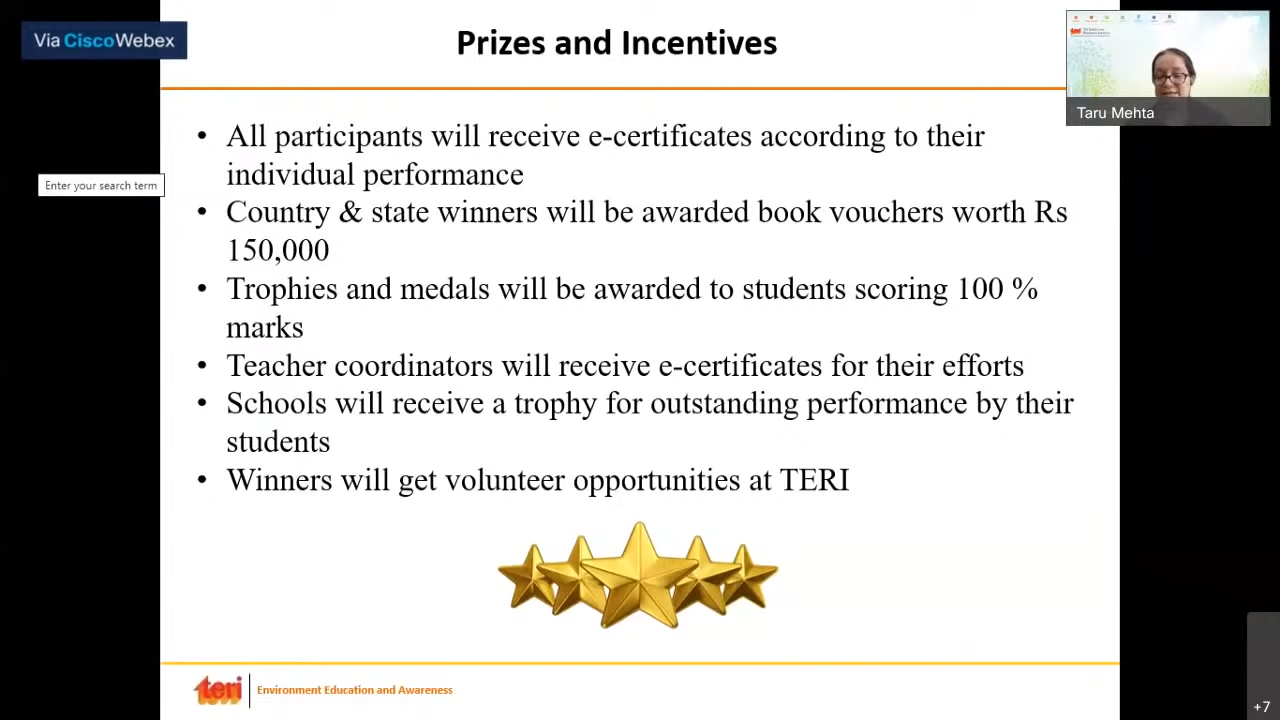 Via Cisco Webex
Prizes and Incentives
teri
Taru Mehta
• All participants will receive e-certificates according to their
individual performance
Enter your search term
• Country & state winners will be awarded book vouchers worth Rs
150,000
• Trophies and medals will be awarded to students scoring 100 %
marks
• Teacher coordinators will receive e-certificates for their efforts
• Schools will receive a trophy for outstanding performance by their
students
• Winners will get volunteer opportunities at TERI
teri
Environment Education and Awareness
+7